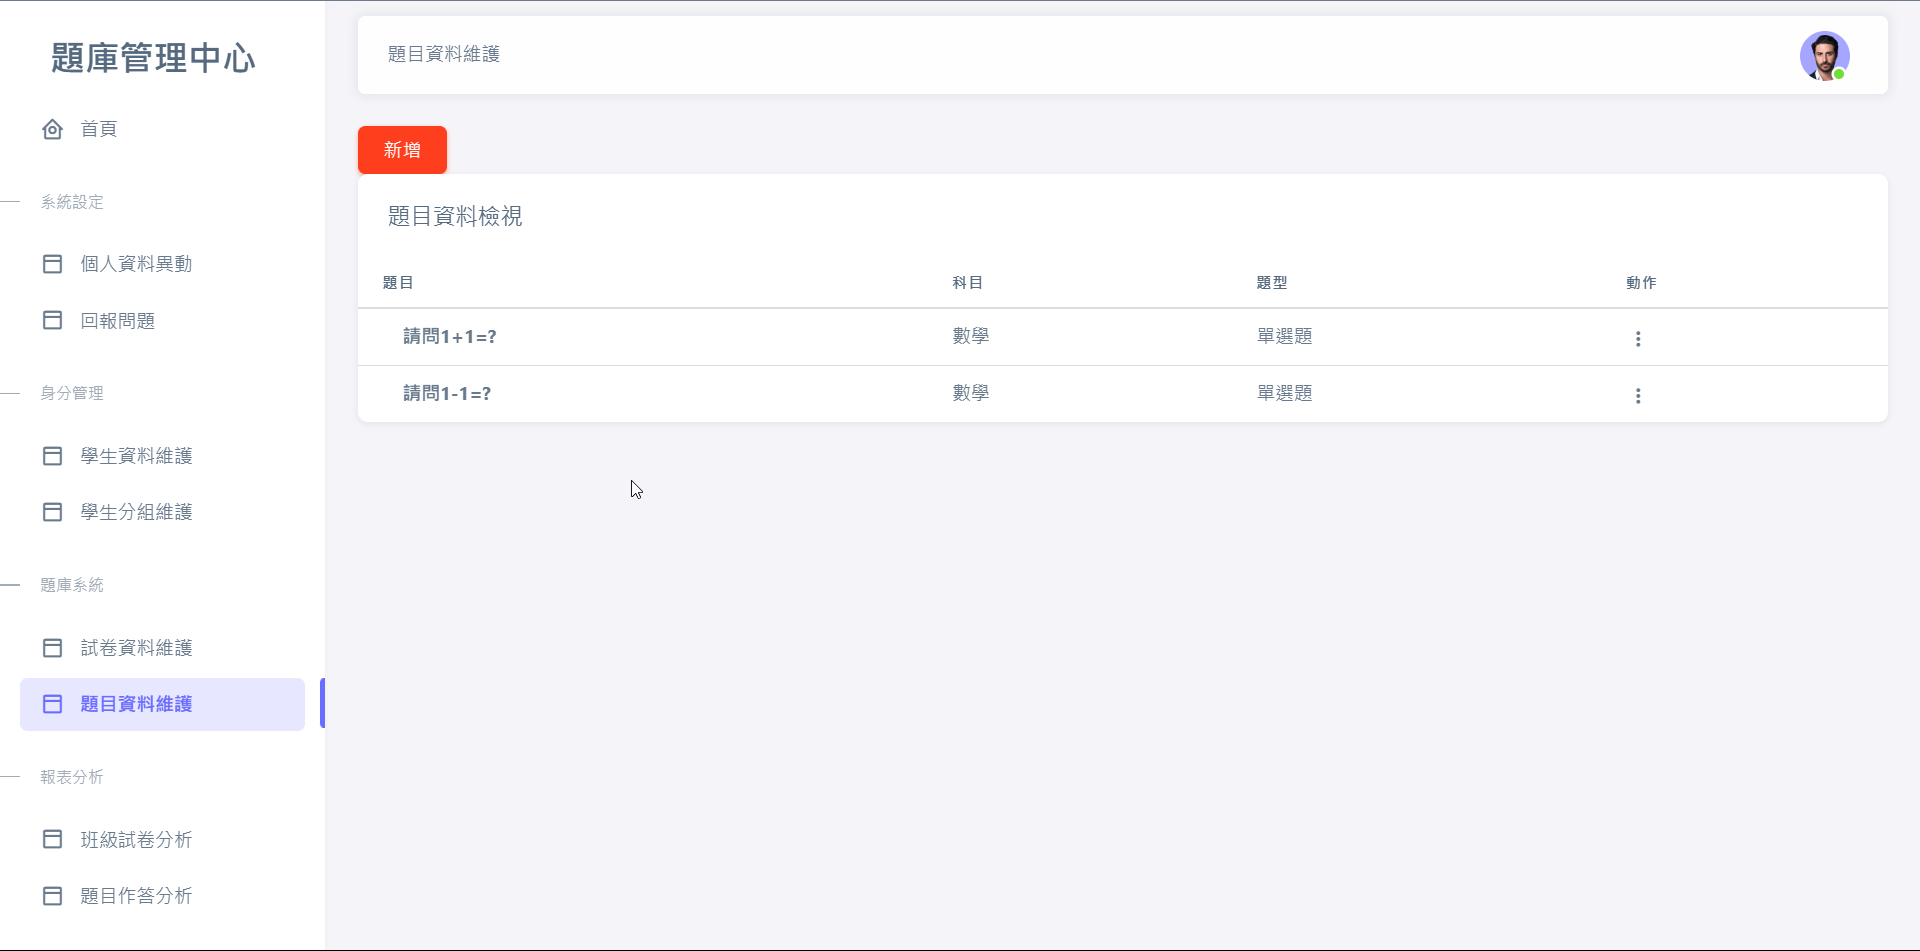 題庫管理中心
首頁
系統設定
個人資料異動
回報問題
身分管理
學生資料維護
學生分組維護
題庫系統
試卷資料維護
題目資料維護
報表分析
班級試卷分析
題目作答分析
題目資料維護
新增
題目資料檢視
題目 科目 題型 動作
請問1+1=? 數學 單選題
請問1-1=? 數學 單選題